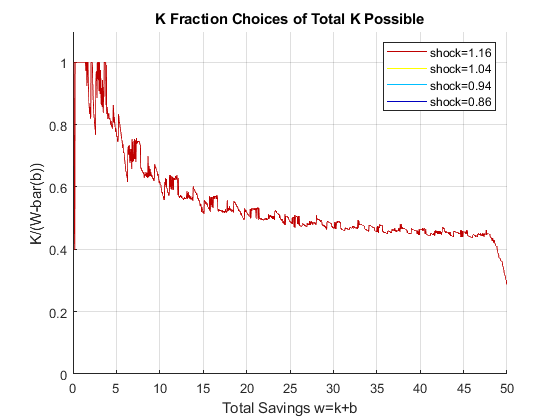 K Fraction Choices of Total K Possible
shock=1.16
shock=1.04
shock=0.94
shock=0.86
1
0.8
0.6
0.4
0.2
0
K/(W-bar(b))
0 5 10 15 20 25 30 35 40 45 50
Total Savings w=k+b